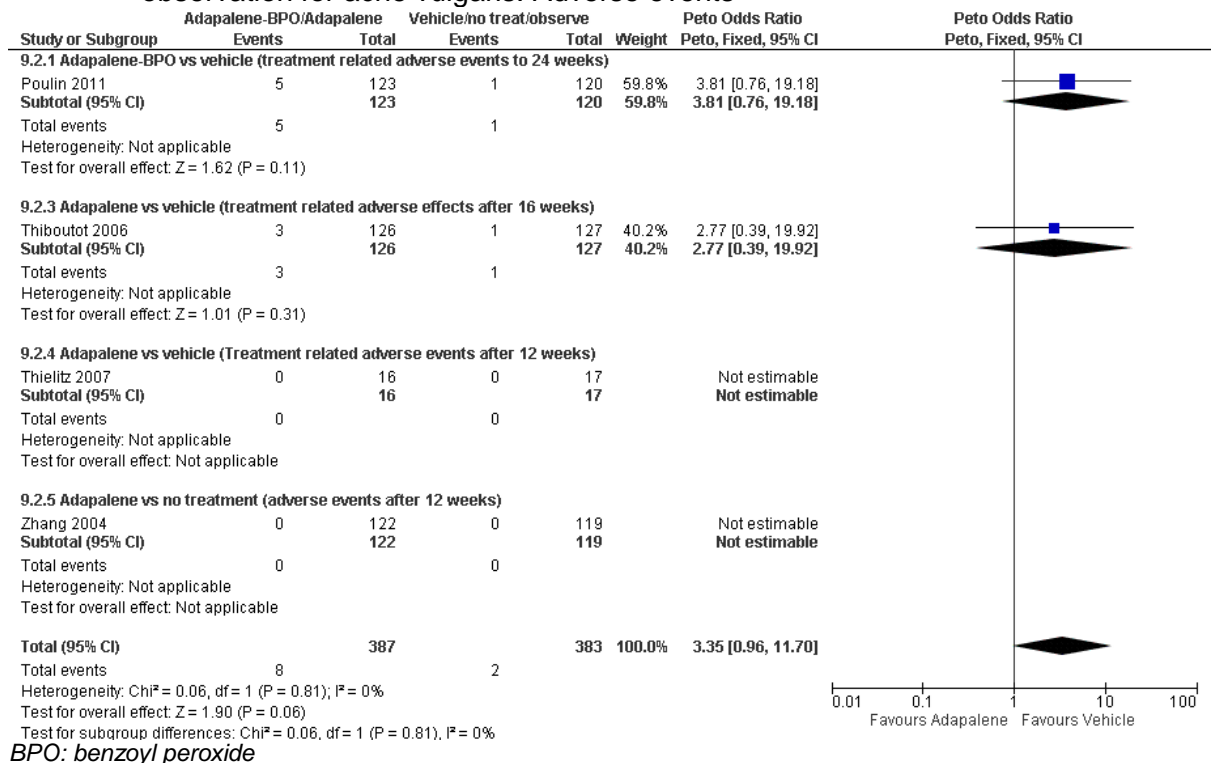 observation for acne vulgaris: Adverse events
Adapalene-BPO/Adapalene Vehicle/no treat/observe Peto Odds Ratio Peto Odds Ratio
Study or Subgroup Events Total Events Total Weight Peto, Fixed, 95% CI Peto, Fixed, 95% CI
9.2.1 Adapalene-BPO vs vehicle (treatment related adverse events to 24 weeks)
Poulin 2011 5 123 1 120 59.8% 3.81 [0.76, 19.18]
Subtotal (95% CI) 123 120 59.8% 3.81 [0.76, 19.18]
Total events 5 1
Heterogeneity: Not applicable
Test for overall effect: Z = 1.62 (P = 0.11)
9.2.3 Adapalene vs vehicle (treatment related adverse effects after 16 weeks)
Thiboutot 2006 3 126 1 127 40.2% 2.77 [0.39, 19.92]
Subtotal (95% CI) 126 127 40.2% 2.77 [0.39, 19.92]
Total events 3 1
Heterogeneity: Not applicable
Test for overall effect: Z = 1.01 (P = 0.31)
9.2.4 Adapalene vs vehicle (Treatment related adverse events after 12 weeks)
Thielitz 2007 0 16 0 17 Not estimable
Subtotal (95% CI) 16 17 Not estimable
Total events 0 0
Heterogeneity: Not applicable
Test for overall effect: Not applicable
9.2.5 Adapalene vs no treatment (adverse events after 12 weeks)
Zhang 2004 0 122 0 119 Not estimable
Subtotal (95% CI) 122 119 Not estimable
Total events 0 0
Heterogeneity: Not applicable
Test for overall effect: Not applicable
Total (95% CI) 387 383 100.0% 3.35 [0.96, 11.70]
Total events 8 2
Heterogeneity: Chi² = 0.06, df = 1 (P = 0.81); I² = 0%
Test for overall effect: Z = 1.90 (P = 0.06)
Test for subgroup differences: Chi² = 0.06, df = 1 (P = 0.81), I² = 0%
0.01 0.1 1 10 100
Favours Adapalene Favours Vehicle
BPO: benzoyl peroxide